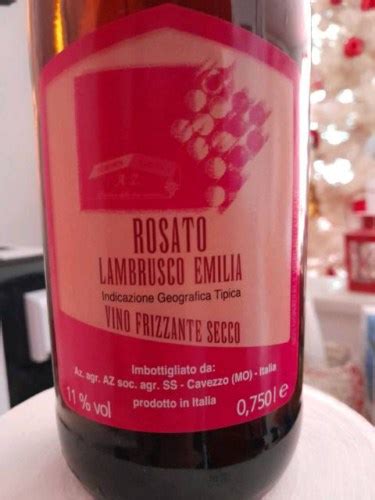 A.Z.
ROSATO
LAMBRUSCO EMILIA
Indicazione Geografica Tipica
VINO FRIZZANTE SECCO
Imbottigliato da:
Az. agr. AZ soc. agr. SS - Cavezzo (MO) - Italia
prodotto in Italia
11 % vol
0,750 l e